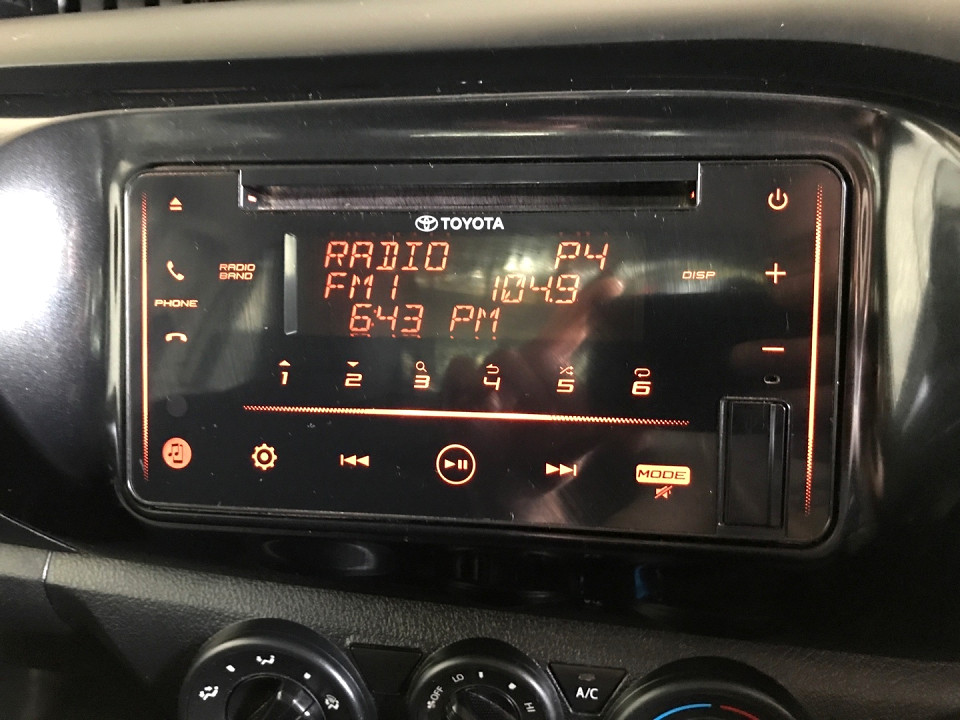 TOYOTA
RADIO P4
RADIO BAND
FM1 104.9
DISP
PHONE
6:43 PM
1 2 3 4 5 6
MODE
OFF LO HI
A/C